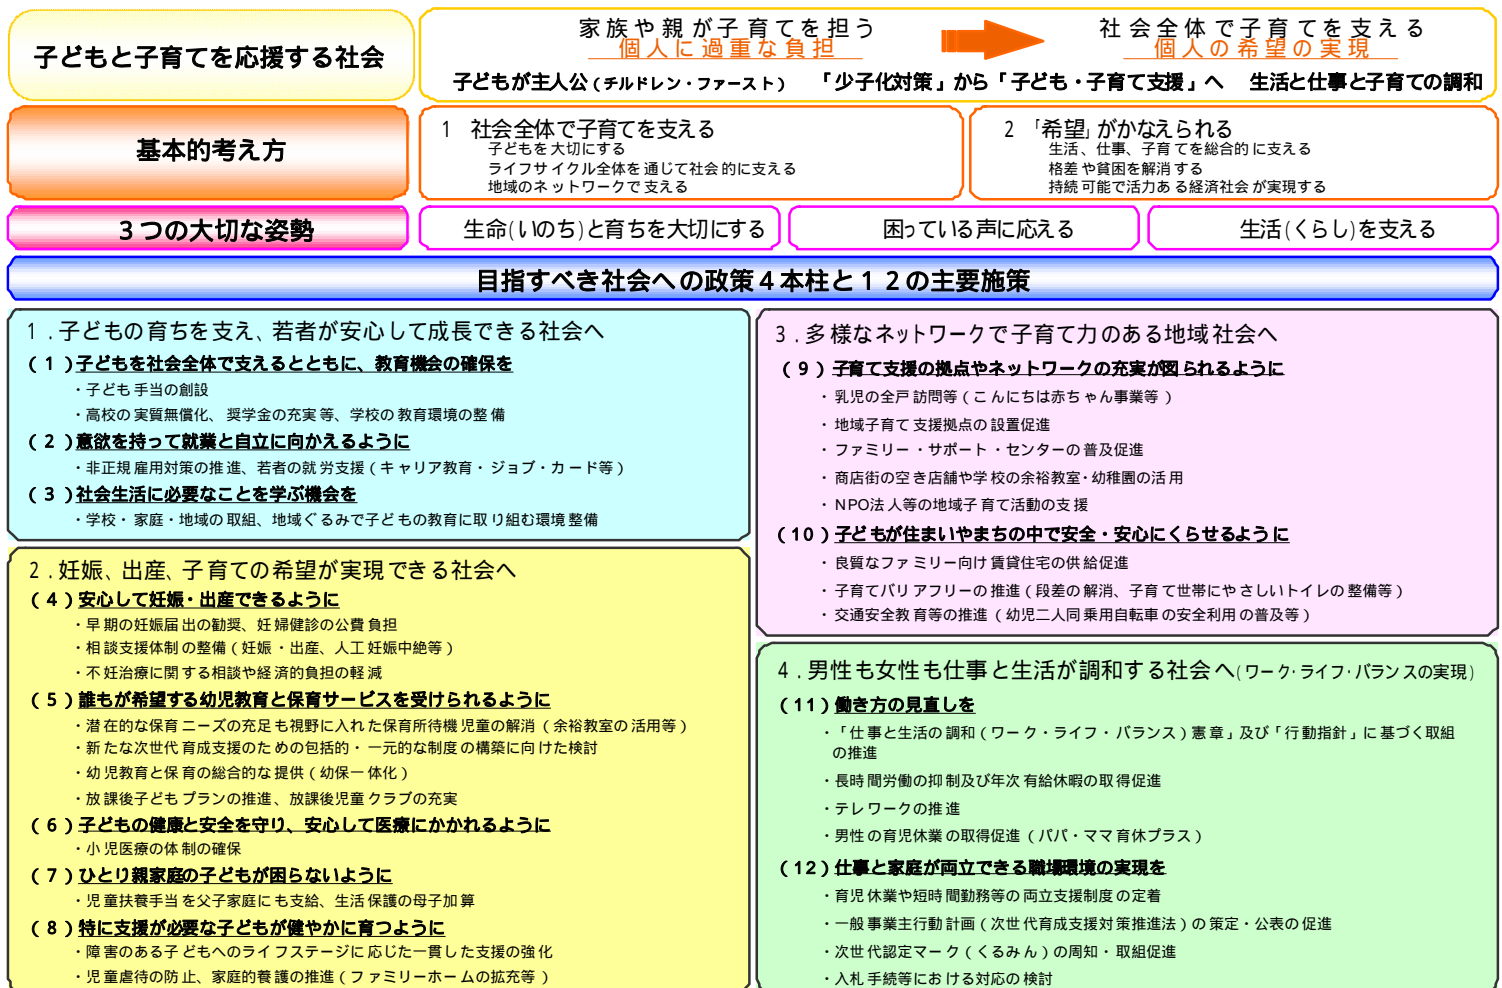 子どもと子育てを応援する社会
家族や親が子育てを担う
個人に過重な負担
社会全体で子育てを支える
個人の希望の実現
子どもが主人公（チルドレン・ファースト） 「少子化対策」から「子ども・子育て支援」へ 生活と仕事と子育ての調和
基本的考え方
1 社会全体で子育てを支える
子どもを大切にする
ライフサイクル全体を通じて社会的に支える
地域のネットワークで支える
2 「希望」がかなえられる
生活、仕事、子育てを総合的に支える
格差や貧困を解消する
持続可能で活力ある経済社会が実現する
3つの大切な姿勢
生命(いのち)と育ちを大切にする
困っている声に応える
生活(くらし)を支える
目指すべき社会への政策4本柱と12の主要施策
1.子どもの育ちを支え、若者が安心して成長できる社会へ
(1)子どもを社会全体で支えるとともに、教育機会の確保を
・子ども手当の創設
・高校の実質無償化、奨学金の充実等、学校の教育環境の整備
(2)意欲を持って就業と自立に向かえるように
・非正規雇用対策の推進、若者の就労支援(キャリア教育・ジョブ・カード等)
(3)社会生活に必要なことを学ぶ機会を
・学校・家庭・地域の取組、地域ぐるみで子どもの教育に取り組む環境整備
2.妊娠、出産、子育ての希望が実現できる社会へ
(4)安心して妊娠・出産できるように
・早期の妊娠届出の勧奨、妊婦健診の公費負担
・相談支援体制の整備(妊娠・出産、人工妊娠中絶等)
・不妊治療に関する相談や経済的負担の軽減
(5)誰もが希望する幼児教育と保育サービスを受けられるように
・潜在的な保育ニーズの充足も視野に入れた保育所待機児童の解消(余裕教室の活用等)
・新たな次世代育成支援のための包括的・一元的な制度の構築に向けた検討
・幼児教育と保育の総合的な提供(幼保一体化)
・放課後子どもプランの推進、放課後児童クラブの充実
(6)子どもの健康と安全を守り、安心して医療にかかれるように
・小児医療の体制の確保
(7)ひとり親家庭の子どもが困らないように
・児童扶養手当を父子家庭にも支給、生活保護の母子加算
(8)特に支援が必要な子どもが健やかに育つように
・障害のある子どもへのライフステージに応じた一貫した支援の強化
・児童虐待の防止、家庭的養護の推進(ファミリーホームの拡充等)
3.多様なネットワークで子育て力のある地域社会へ
(9)子育て支援の拠点やネットワークの充実が図られるように
・乳児の全戸訪問等(こんにちは赤ちゃん事業等)
・地域子育て支援拠点の設置促進
・ファミリー・サポート・センターの普及促進
・商店街の空き店舗や学校の余裕教室・幼稚園の活用
・NPO法人等の地域子育て活動の支援
(10)子どもが住まいやまちの中で安全・安心にくらせるように
・良質なファミリー向け賃貸住宅の供給促進
・子育てバリアフリーの推進(段差の解消、子育て世帯にやさしいトイレの整備等)
・交通安全教育等の推進(幼児二人同乗用自転車の安全利用の普及等)
4.男性も女性も仕事と生活が調和する社会へ(ワーク・ライフ・バランスの実現)
(11)働き方の見直しを
・「仕事と生活の調和(ワーク・ライフ・バランス)憲章」及び「行動指針」に基づく取組
の推進
・長時間労働の抑制及び年次有給休暇の取得促進
・テレワークの推進
・男性の育児休業の取得促進(パパ・ママ育休プラス)
(12)仕事と家庭が両立できる職場環境の実現を
・育児休業や短時間勤務等の両立支援制度の定着
・一般事業主行動計画(次世代育成支援対策推進法)の策定・公表の促進
・次世代認定マーク(くるみん)の周知・取組促進
・入札手続等における対応の検討